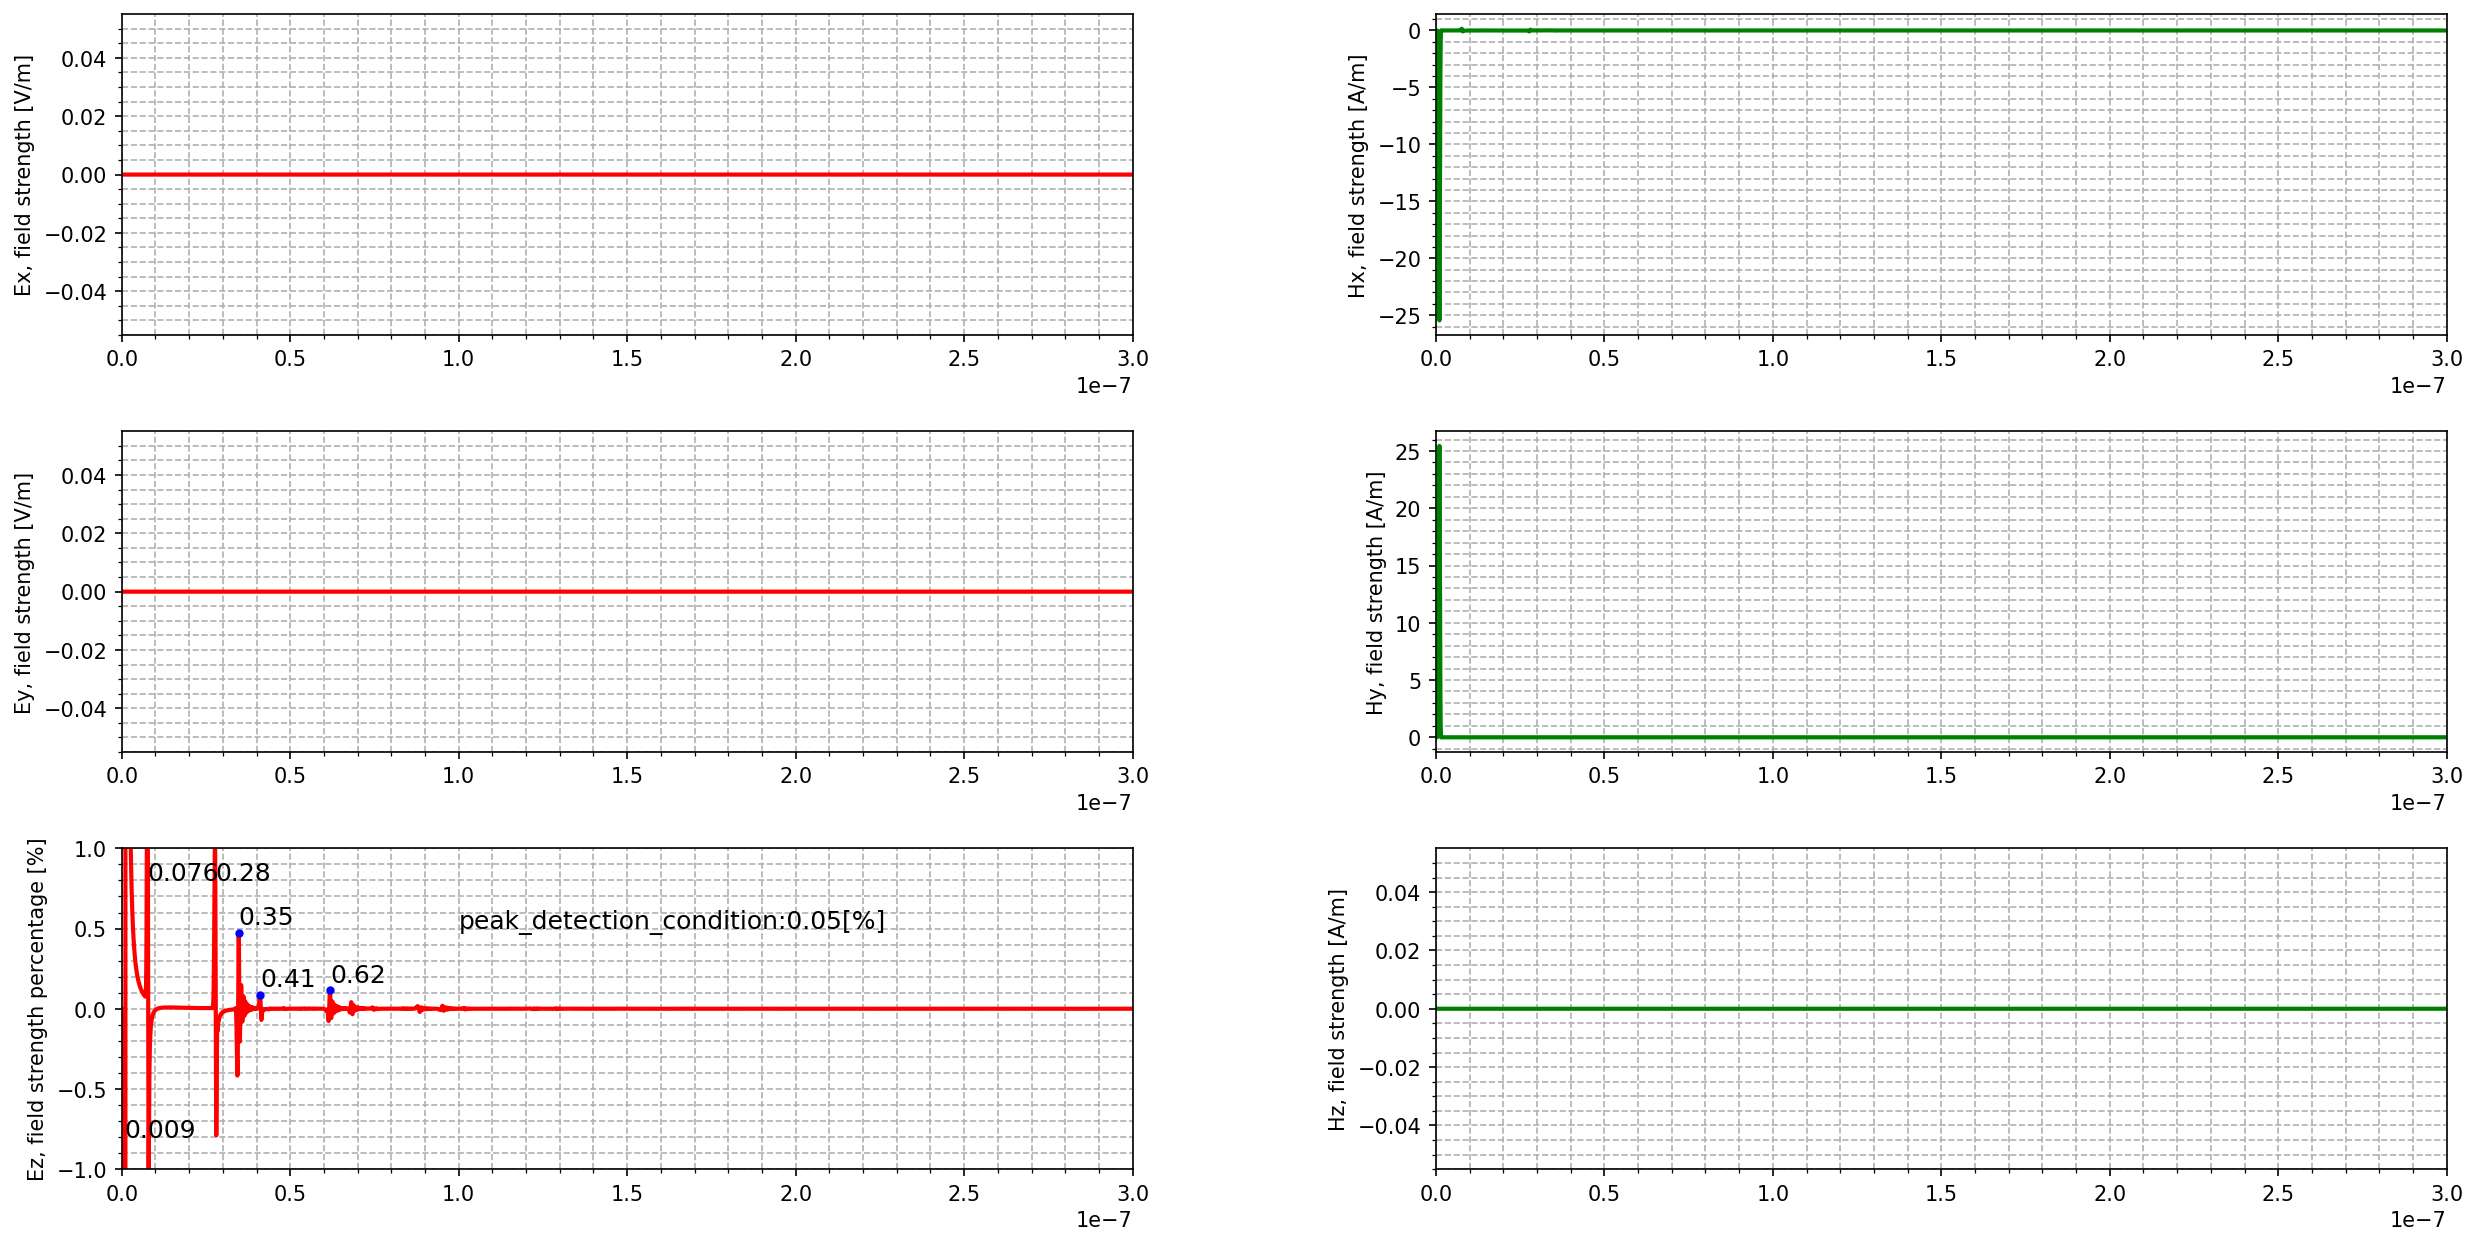 Ex, field strength [V/m]
0.04
0.02
0.00
−0.02
−0.04
0.0 0.5 1.0 1.5 2.0 2.5 3.0
1e−7
Hx, field strength [A/m]
0
−5
−10
−15
−20
−25
0.0 0.5 1.0 1.5 2.0 2.5 3.0
1e−7
Ey, field strength [V/m]
0.04
0.02
0.00
−0.02
−0.04
0.0 0.5 1.0 1.5 2.0 2.5 3.0
1e−7
Hy, field strength [A/m]
25
20
15
10
5
0
0.0 0.5 1.0 1.5 2.0 2.5 3.0
1e−7
Ez, field strength percentage [%]
1.0
0.5
0.0
−0.5
−1.0
0.076
0.28
0.35
peak_detection_condition:0.05[%]
0.41
0.62
0.009
0.0 0.5 1.0 1.5 2.0 2.5 3.0
1e−7
Hz, field strength [A/m]
0.04
0.02
0.00
−0.02
−0.04
0.0 0.5 1.0 1.5 2.0 2.5 3.0
1e−7